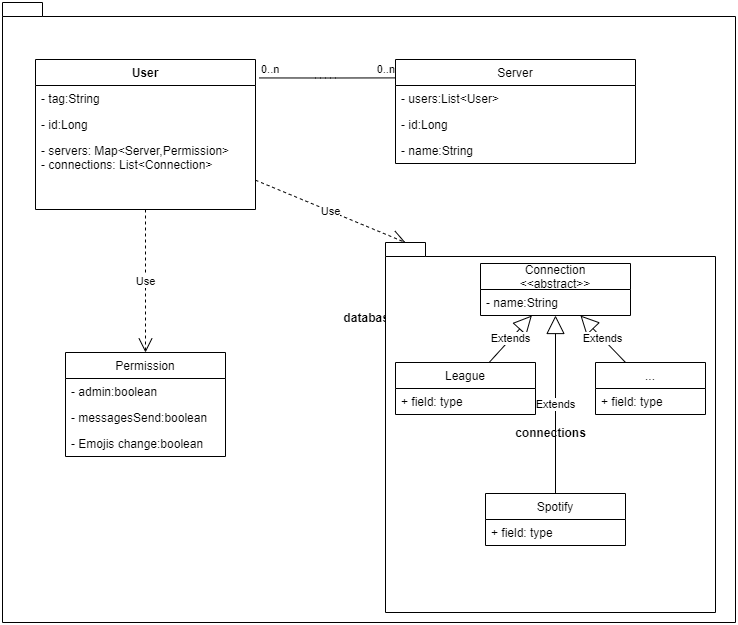 User
- tag:String
- id:Long
- servers: Map<Server,Permission>
- connections: List<Connection>
0..n
0..n
Server
- users:List<User>
- id:Long
- name:String
Use
Use
Permission
- admin:boolean
- messagesSend:boolean
- Emojis change:boolean
databas
Connection
<<abstract>>
- name:String
Extends
Extends
League
+ field: type
...
+ field: type
Extends
connections
Spotify
+ field: type